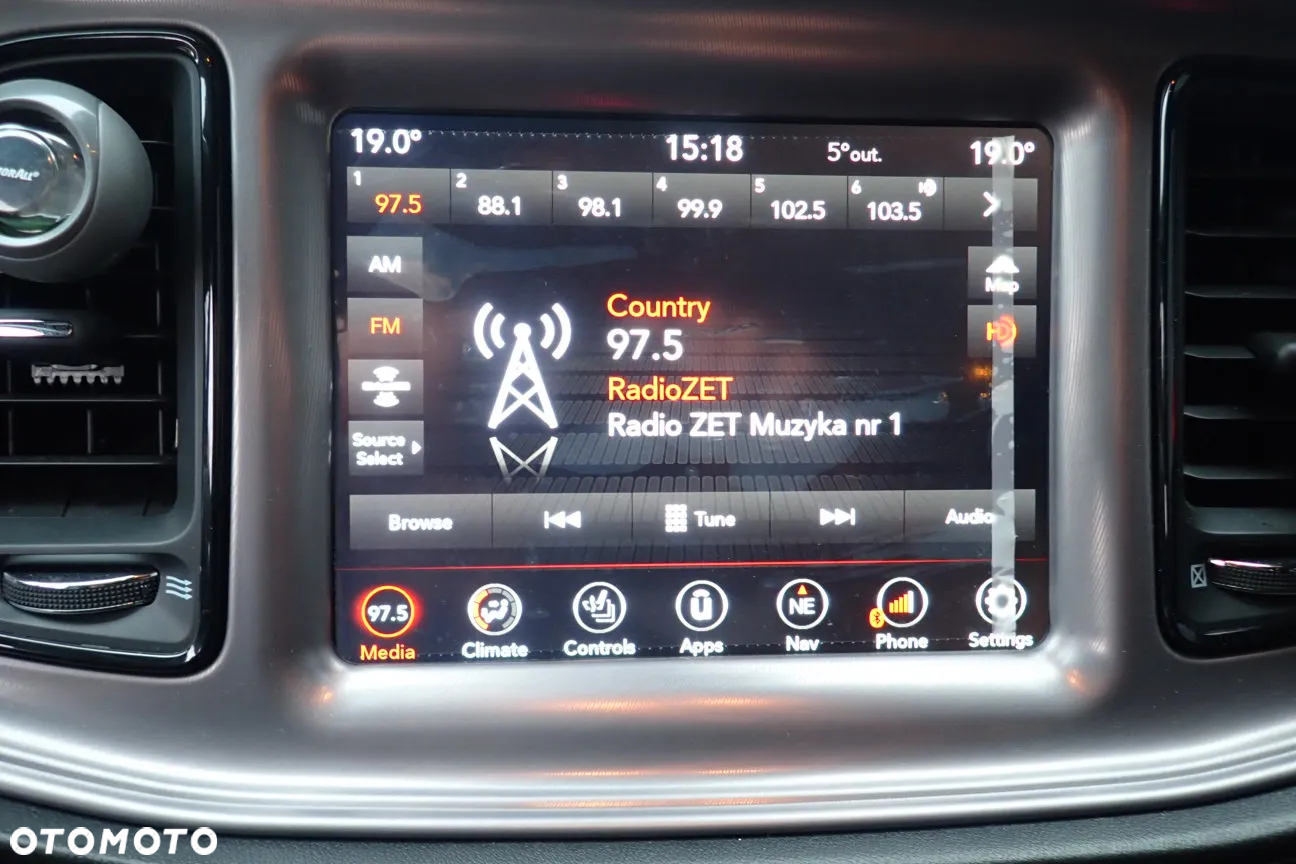 19.0° 15:18 5°out. 19.0°
1 97.5 2 88.1 3 98.1 4 99.9 5 102.5 6 103.5
AM
Map
FM
HD
Country
97.5
RadioZET
Radio ZET Muzyka nr 1
Source
Select
Browse Tune Audio
97.5 NE
Media Climate Controls Apps Nav Phone Settings
OTOMOTO